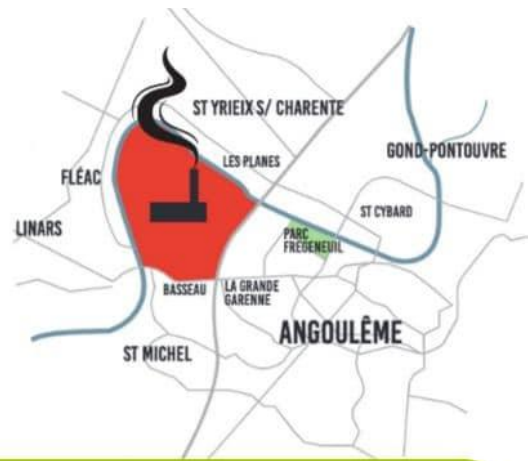 ST YRIEIX S/ CHARENTE
LES PLANES
GOND-PONTOUVRE
FLÉAC
ST CYBARD
LINARS
PARC
FREGENEUIL
BASSEAU
LA GRANDE
GARENNE
ANGOULÊME
ST MICHEL